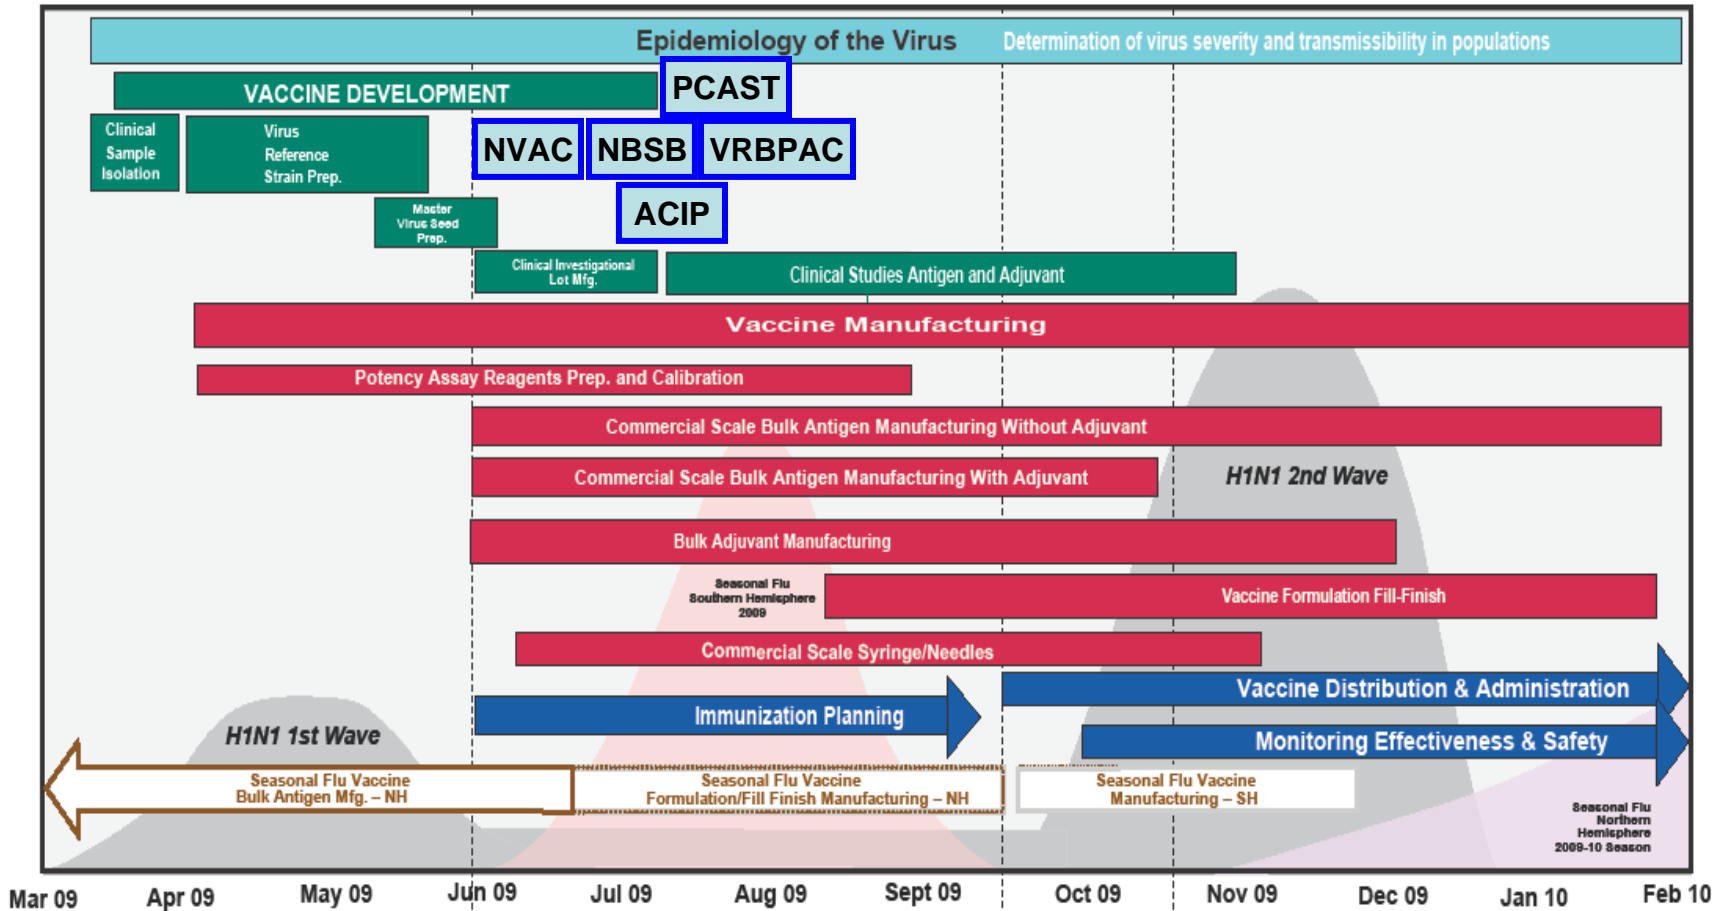 Epidemiology of the Virus
Determination of virus severity and transmissibility in populations
VACCINE DEVELOPMENT
PCAST
Clinical
Sample
Isolation
Virus
Reference
Strain Prep.
NVAC
NBSB
VRBPAC
Master
Virus Seed
Prep.
ACIP
Clinical Investigational
Lot Mfg.
Clinical Studies Antigen and Adjuvant
Vaccine Manufacturing
Potency Assay Reagents Prep. and Calibration
Commercial Scale Bulk Antigen Manufacturing Without Adjuvant
Commercial Scale Bulk Antigen Manufacturing With Adjuvant
H1N1 2nd Wave
Bulk Adjuvant Manufacturing
Seasonal Flu
Southern Hemisphere
2009
Vaccine Formulation Fill-Finish
Commercial Scale Syringe/Needles
Vaccine Distribution & Administration
Immunization Planning
H1N1 1st Wave
Monitoring Effectiveness & Safety
Seasonal Flu Vaccine
Bulk Antigen Mfg. – NH
Seasonal Flu Vaccine
Formulation/Fill Finish Manufacturing – NH
Seasonal Flu Vaccine
Manufacturing – SH
Seasonal Flu
Northern
Hemisphere
2009-10 Season
Mar 09
Apr 09
May 09
Jun 09
Jul 09
Aug 09
Sept 09
Oct 09
Nov 09
Dec 09
Jan 10
Feb 10